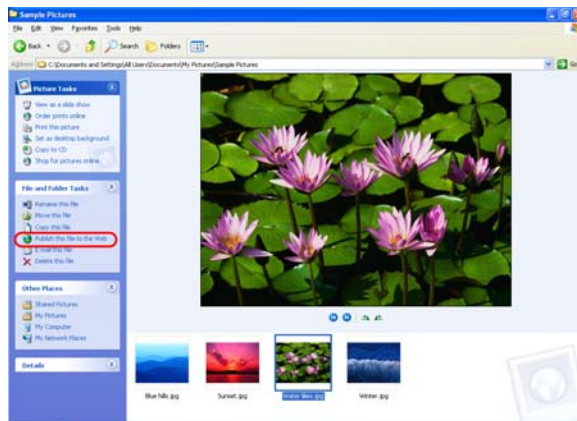 Sample Pictures
File Edit View Favorites Tools Help
Back Search Folders
Address C:\Documents and Settings\All Users\Documents\My Pictures\Sample Pictures Go
Picture Tasks
View as a slide show
Order prints online
Print this picture
Set as desktop background
Copy to CD
Shop for pictures online
File and Folder Tasks
Rename this file
Move this file
Copy this file
Publish this file to the Web
E-mail this file
Delete this file
Other Places
Shared Pictures
My Pictures
My Computer
My Network Places
Details
Blue hills.jpg Sunset.jpg Water lilies.jpg Winter.jpg